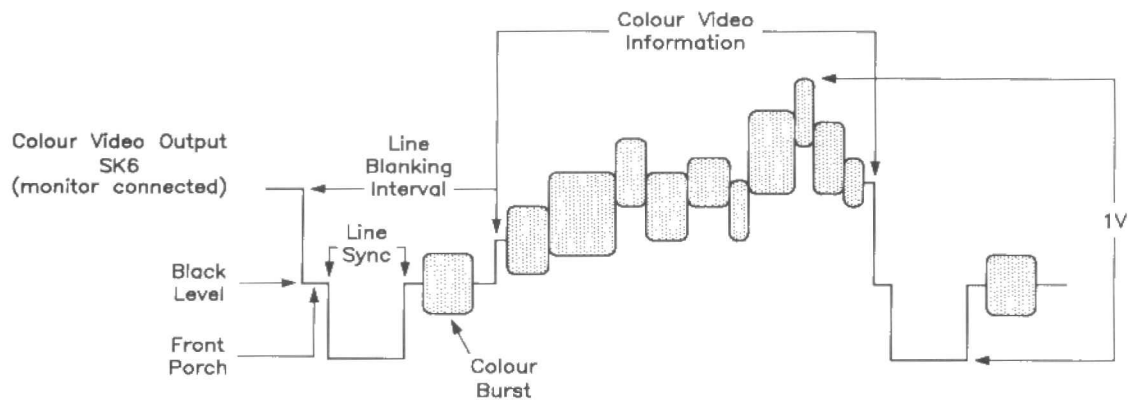 Colour Video
Information
Colour Video Output
SK6
(monitor connected)
Line
Blanking
Interval
Line
Sync
1V
Black
Level
Front
Porch
Colour
Burst